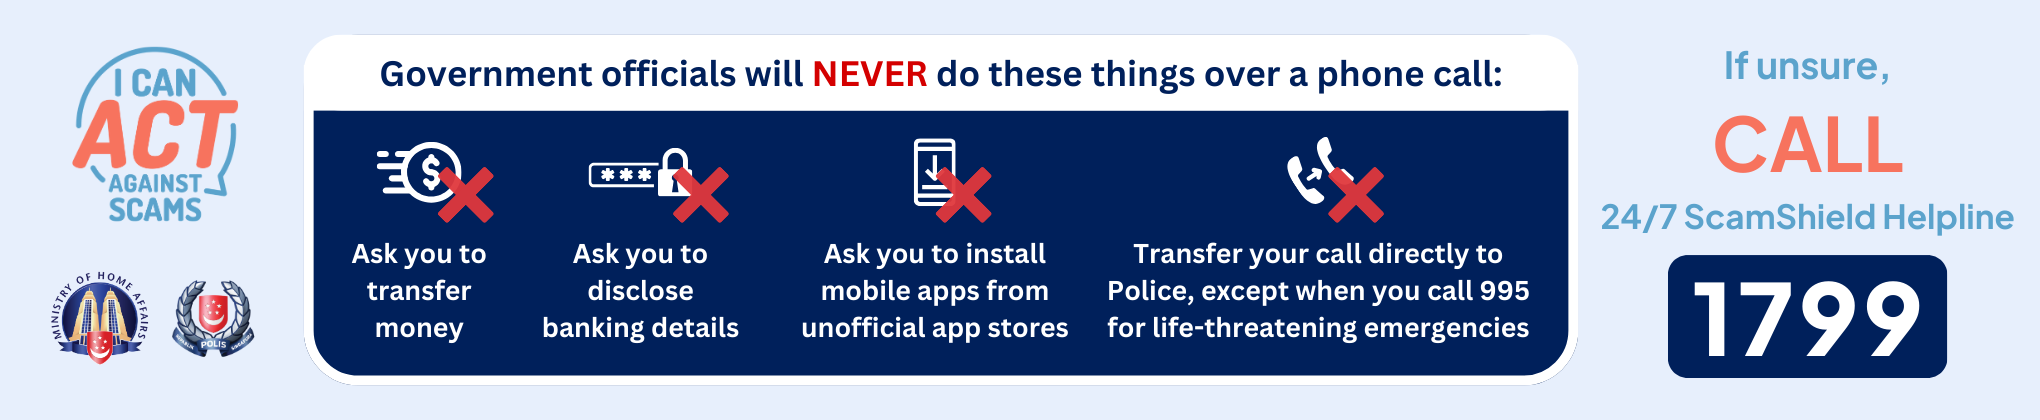 I CAN
ACT
AGAINST
SCAMS
MINISTRY OF HOME AFFAIRS
POLIS
Government officials will NEVER do these things over a phone call:
***
Ask you to
transfer
money
Ask you to
disclose
banking details
Ask you to install
mobile apps from
unofficial app stores
Transfer your call directly to
Police, except when you call 995
for life-threatening emergencies
If unsure,
CALL
24/7 ScamShield Helpline
1799